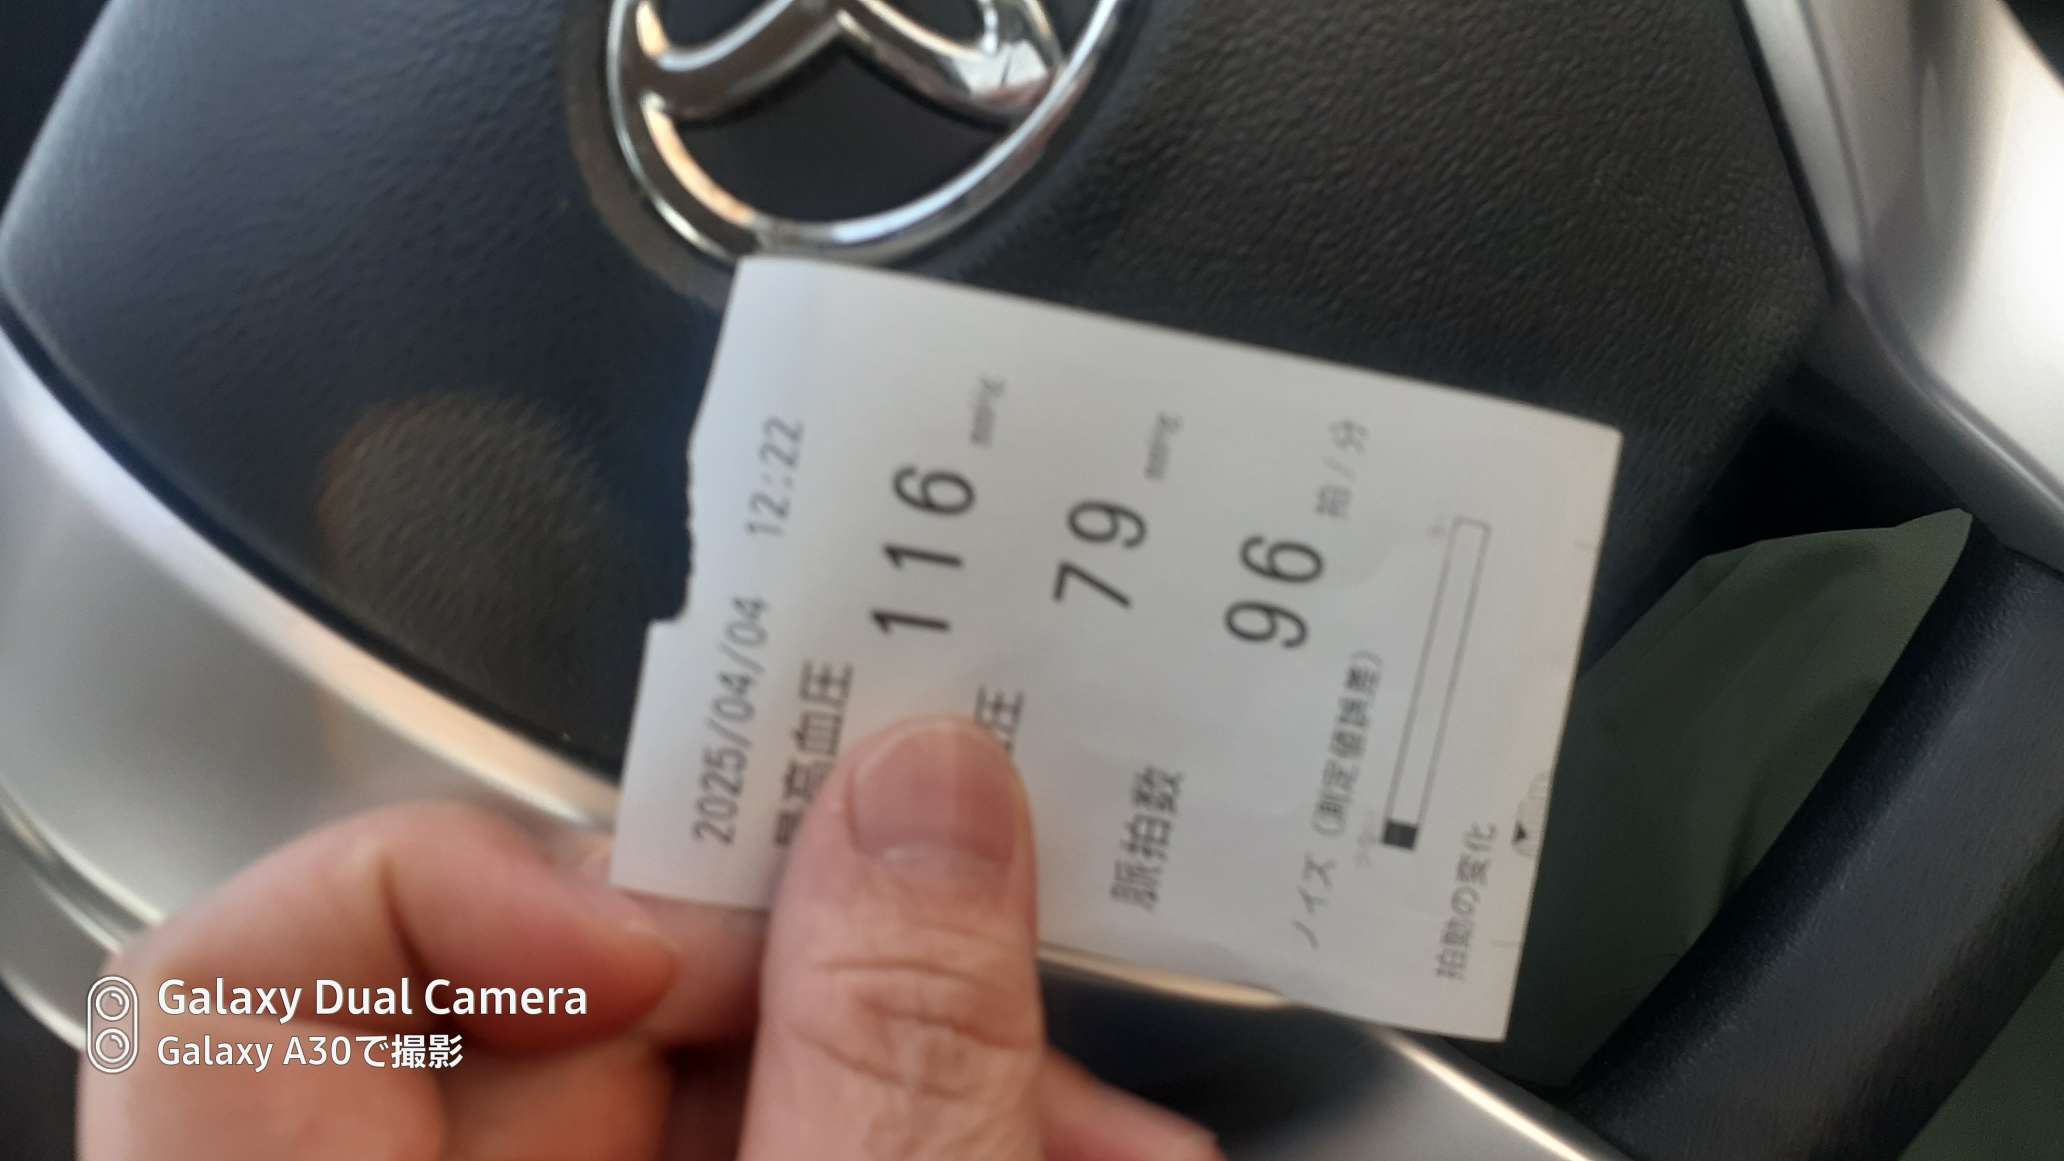 2025/04/04 12:22
最高血圧 116 mmHg
圧 79 mmHg
脈拍数 96 拍/分
ノイズ (測定値誤差)
拍動の変化
Galaxy Dual Camera
Galaxy A30で撮影